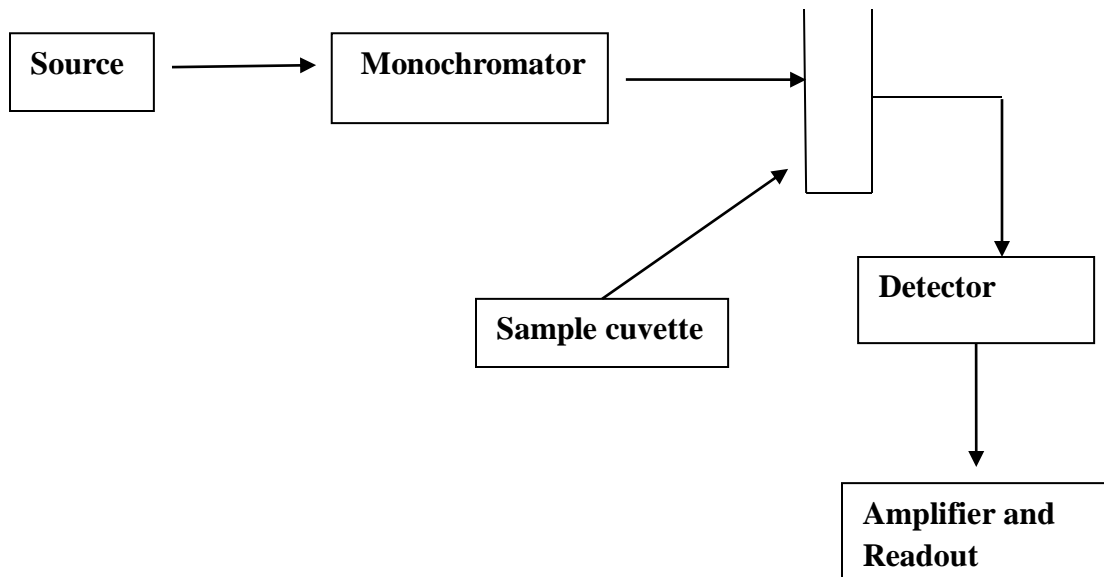 Source
Monochromator
Sample cuvette
Detector
Amplifier and
Readout